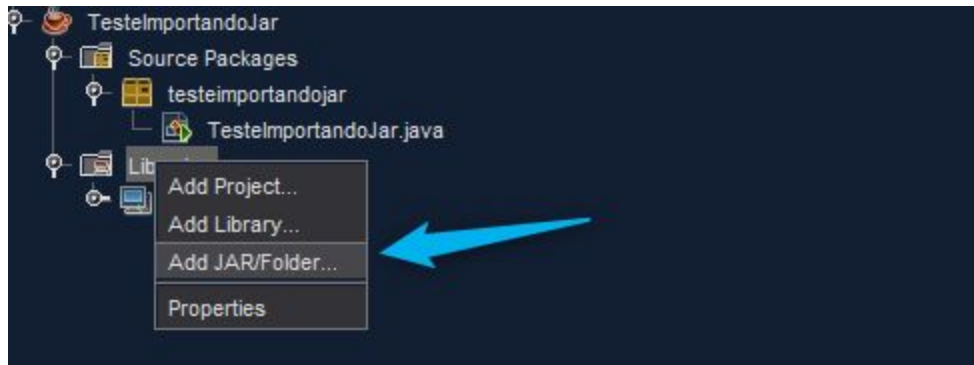 TesteImportandoJar
Source Packages
testeimportandojar
TesteImportandoJar.java
Add Project...
Add Library...
Add JAR/Folder...
Properties